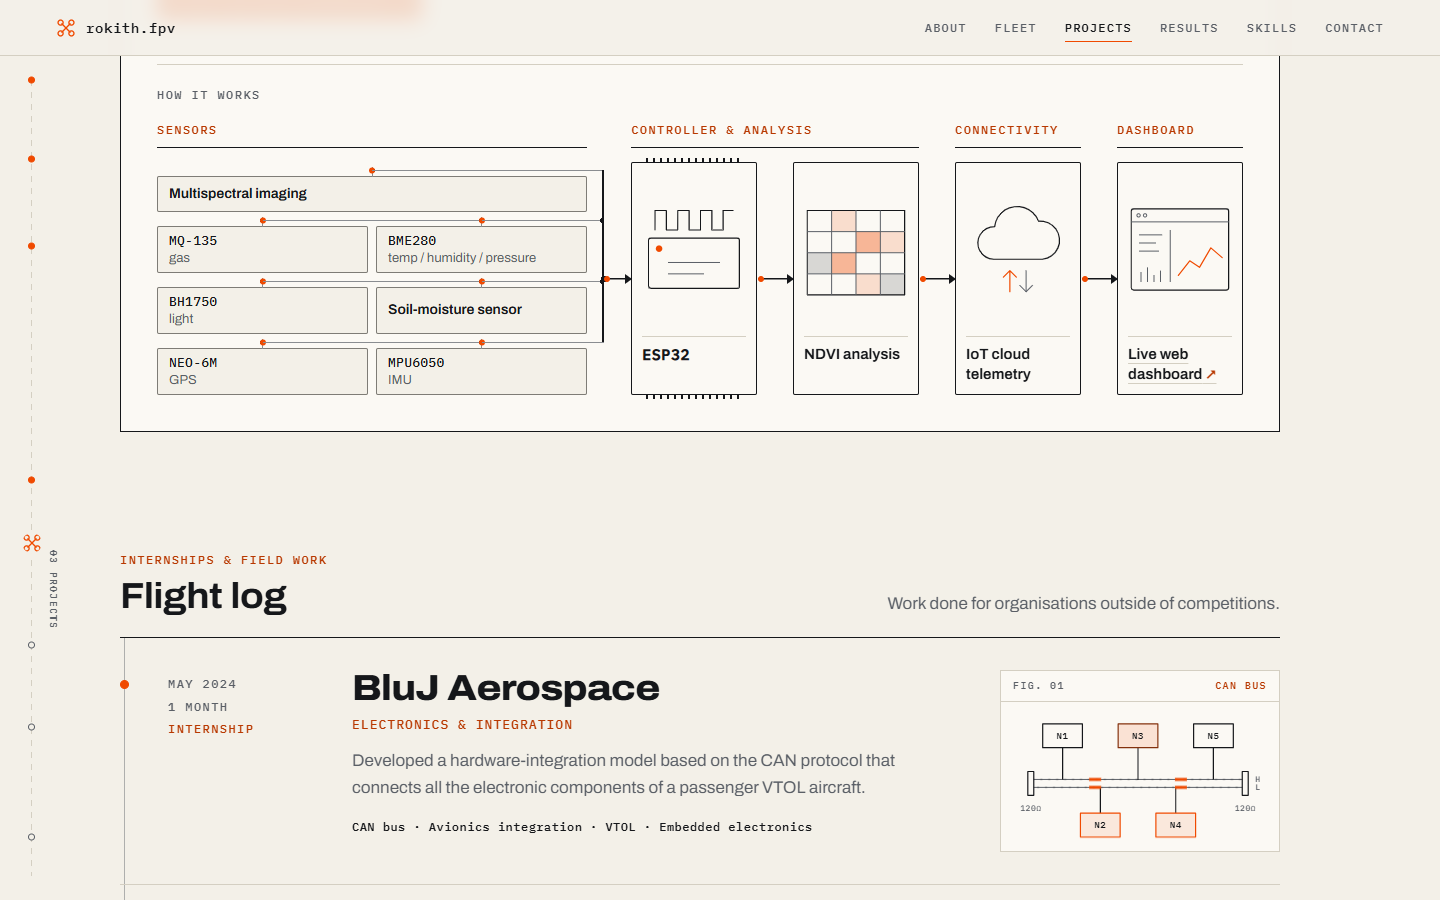 rokith.fpv
ABOUT FLEET PROJECTS RESULTS SKILLS CONTACT
HOW IT WORKS
SENSORS
CONTROLLER & ANALYSIS
CONNECTIVITY
DASHBOARD
Multispectral imaging
MQ-135
gas
BME280
temp / humidity / pressure
BH1750
light
Soil-moisture sensor
NEO-6M
GPS
MPU6050
IMU
ESP32
NDVI analysis
IoT cloud
telemetry
Live web
dashboard ↗
03 PROJECTS
INTERNSHIPS & FIELD WORK
Flight log
Work done for organisations outside of competitions.
MAY 2024
1 MONTH
INTERNSHIP
BluJ Aerospace
ELECTRONICS & INTEGRATION
Developed a hardware-integration model based on the CAN protocol that
connects all the electronic components of a passenger VTOL aircraft.
CAN bus · Avionics integration · VTOL · Embedded electronics
FIG. 01 CAN BUS
N1 N3 N5
H
L
120Ω 120Ω
N2 N4